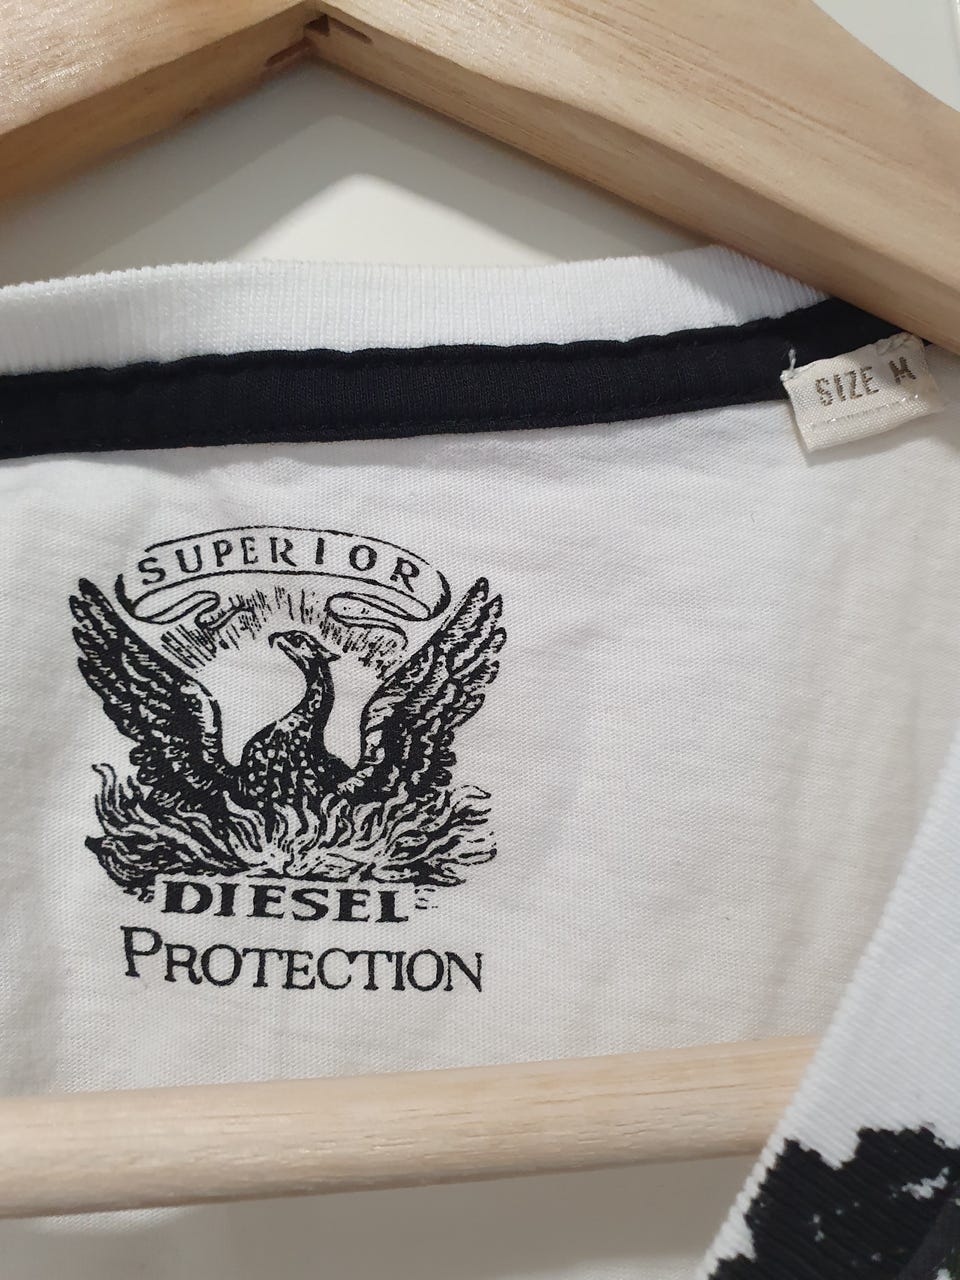 SIZE M
SUPERIOR
DIESEL
PROTECTION